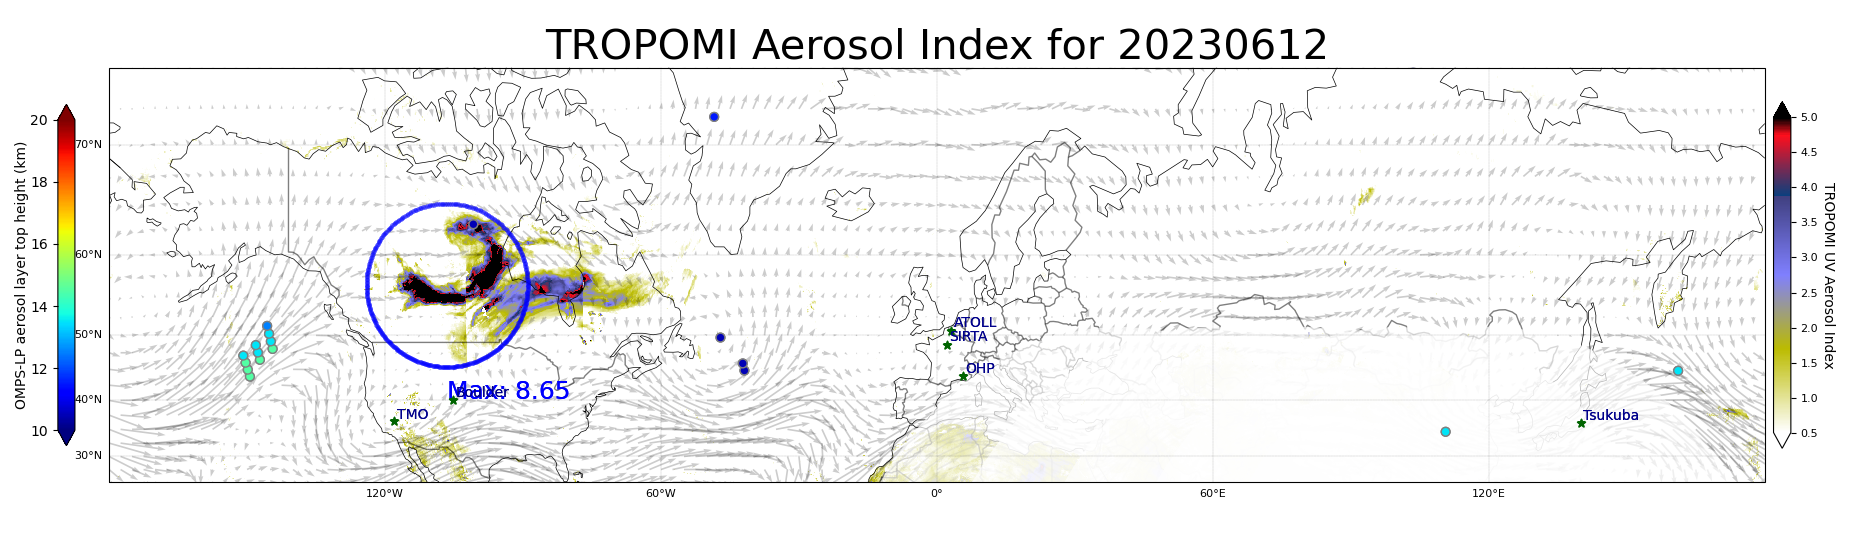 TROPOMI Aerosol Index for 20230612
OMPS-LP aerosol layer top height (km)
20
18
16
14
12
10
70°N
60°N
50°N
40°N
30°N
120°W
60°W
0°
60°E
120°E
ATOLL
SIRTA
OHP
Max: 8.65
Boulder
TMO
Tsukuba
5.0
4.5
4.0
3.5
3.0
2.5
2.0
1.5
1.0
0.5
TROPOMI UV Aerosol Index